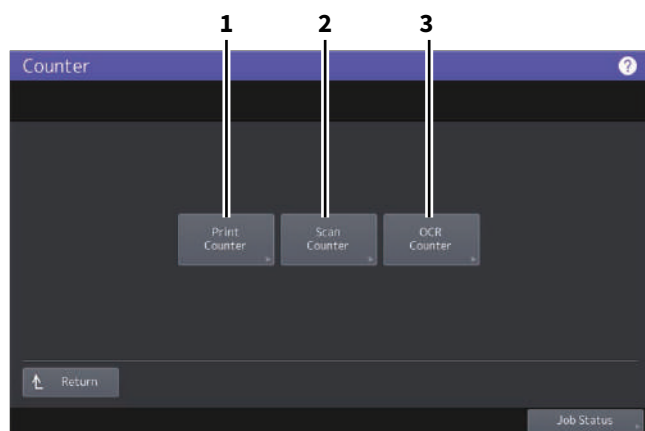 1 2 3
Counter ?
Print Scan OCR
Counter Counter Counter
Return
Job Status